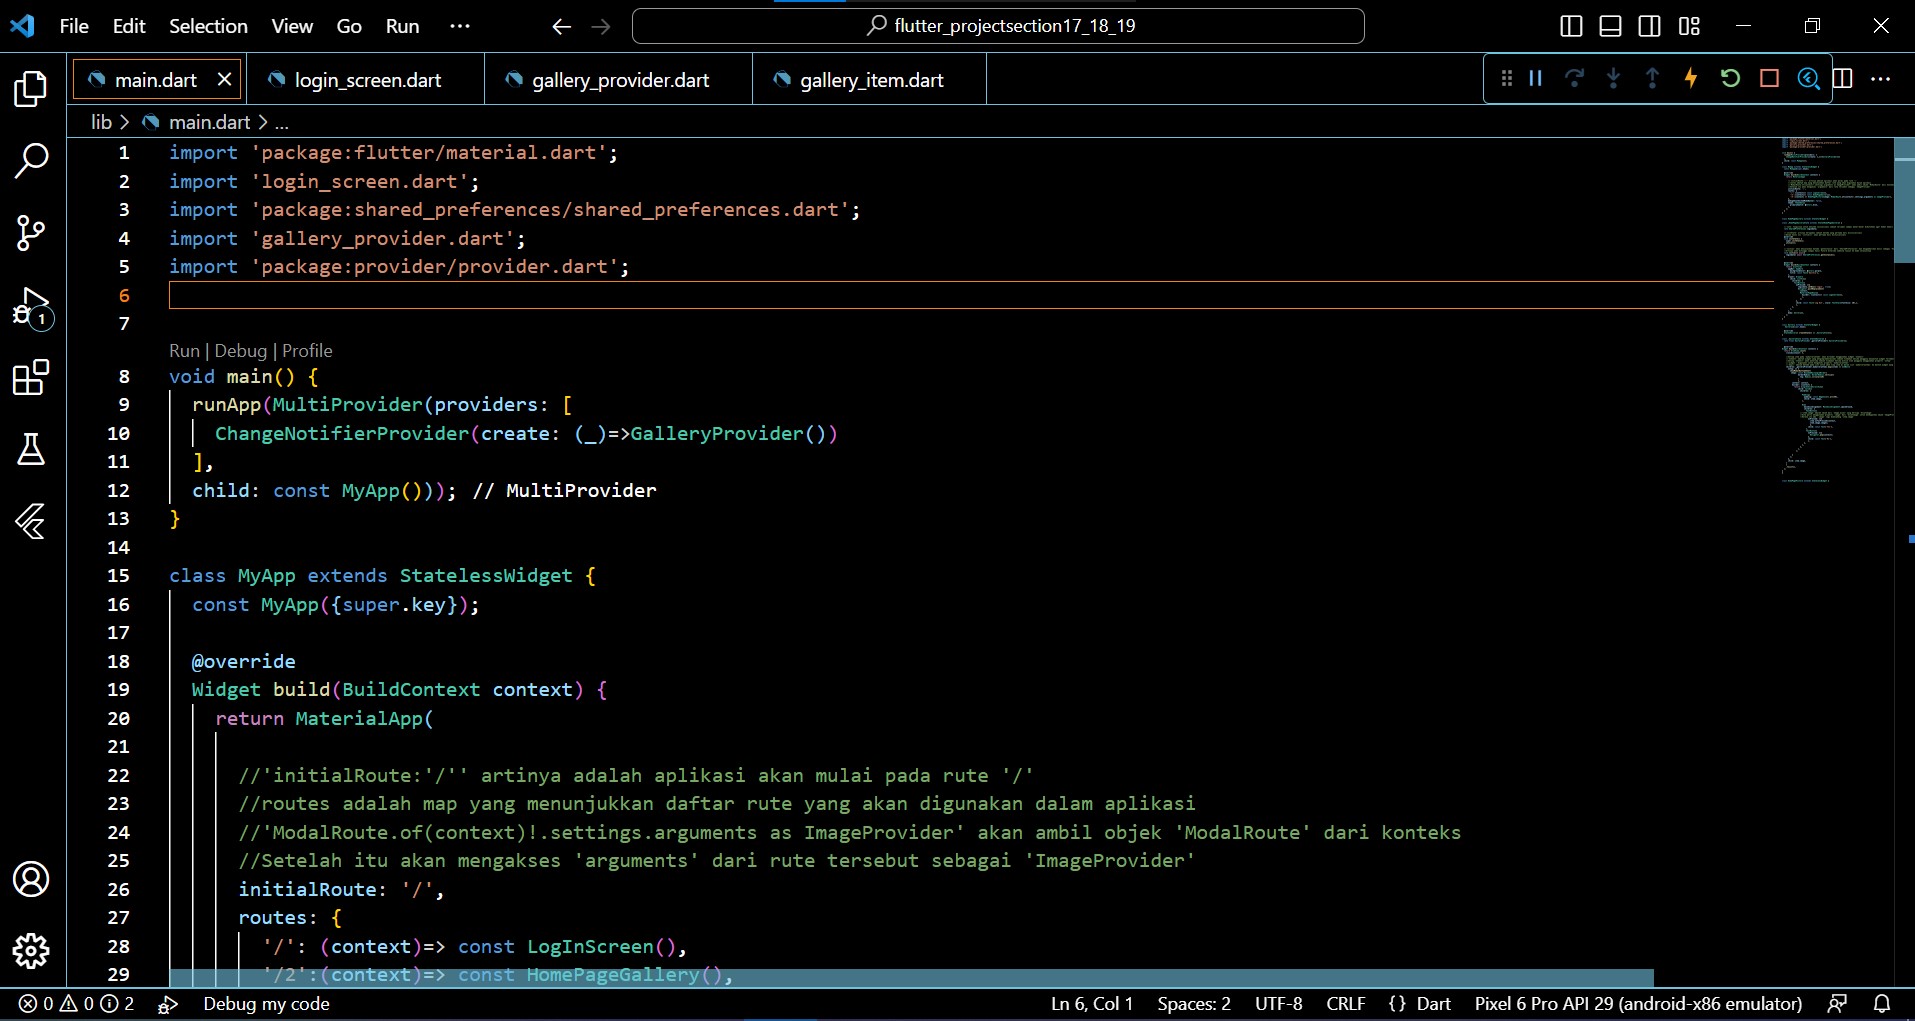 File Edit Selection View Go Run ··· flutter_projectsection17_18_19
main.dart login_screen.dart gallery_provider.dart gallery_item.dart
lib > main.dart > ...
1 import 'package:flutter/material.dart';
2 import 'login_screen.dart';
3 import 'package:shared_preferences/shared_preferences.dart';
4 import 'gallery_provider.dart';
5 import 'package:provider/provider.dart';
6
7
Run | Debug | Profile
8 void main() {
9 runApp(MultiProvider(providers: [
10 ChangeNotifierProvider(create: (_)=>GalleryProvider())
11 ],
12 child: const MyApp())); // MultiProvider
13 }
14
15 class MyApp extends StatelessWidget {
16 const MyApp({super.key});
17
18 @override
19 Widget build(BuildContext context) {
20 return MaterialApp(
21
22 //'initialRoute:'/'' artinya adalah aplikasi akan mulai pada rute '/'
23 //routes adalah map yang menunjukkan daftar rute yang akan digunakan dalam aplikasi
24 //'ModalRoute.of(context)!.settings.arguments as ImageProvider' akan ambil objek 'ModalRoute' dari konteks
25 //Setelah itu akan mengakses 'arguments' dari rute tersebut sebagai 'ImageProvider'
26 initialRoute: '/',
27 routes: {
28 '/': (context)=> const LogInScreen(),
29 '/2':(context)=> const HomePageGallery(),
1
0 0 2 Debug my code Ln 6, Col 1 Spaces: 2 UTF-8 CRLF {} Dart Pixel 6 Pro API 29 (android-x86 emulator)